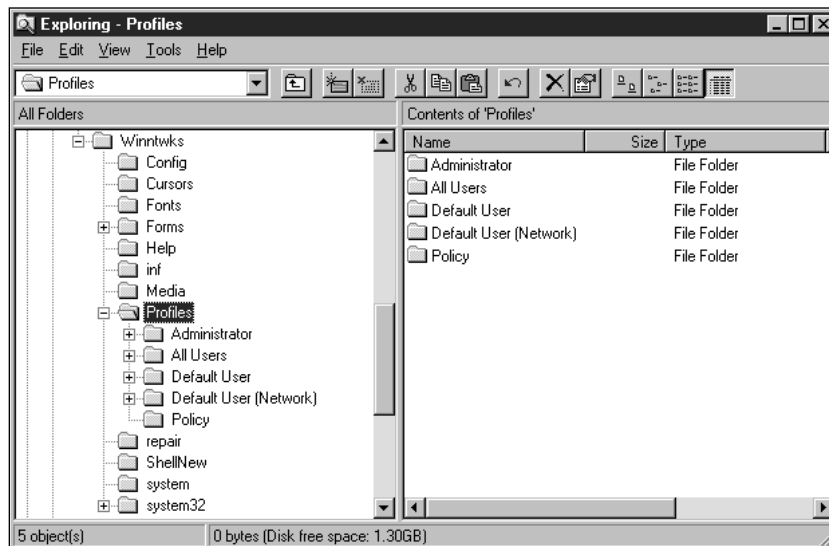 Exploring - Profiles
File Edit View Tools Help
Profiles
All Folders
Contents of 'Profiles'
Winntwks
Config
Cursors
Fonts
Forms
Help
inf
Media
Profiles
Administrator
All Users
Default User
Default User (Network)
Policy
repair
ShellNew
system
system32
Name Size Type
Administrator File Folder
All Users File Folder
Default User File Folder
Default User (Network) File Folder
Policy File Folder
5 object(s) 0 bytes (Disk free space: 1.30GB)